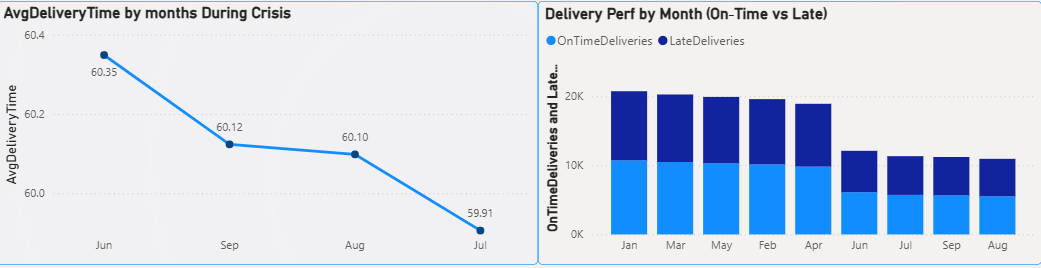 AvgDeliveryTime by months During Crisis
AvgDeliveryTime
60.4
60.2
60.0
60.35
60.12
60.10
59.91
Jun Sep Aug Jul
Delivery Perf by Month (On-Time vs Late)
OnTimeDeliveries LateDeliveries
OnTimeDeliveries and Late...
20K
10K
0K
Jan Mar May Feb Apr Jun Jul Sep Aug